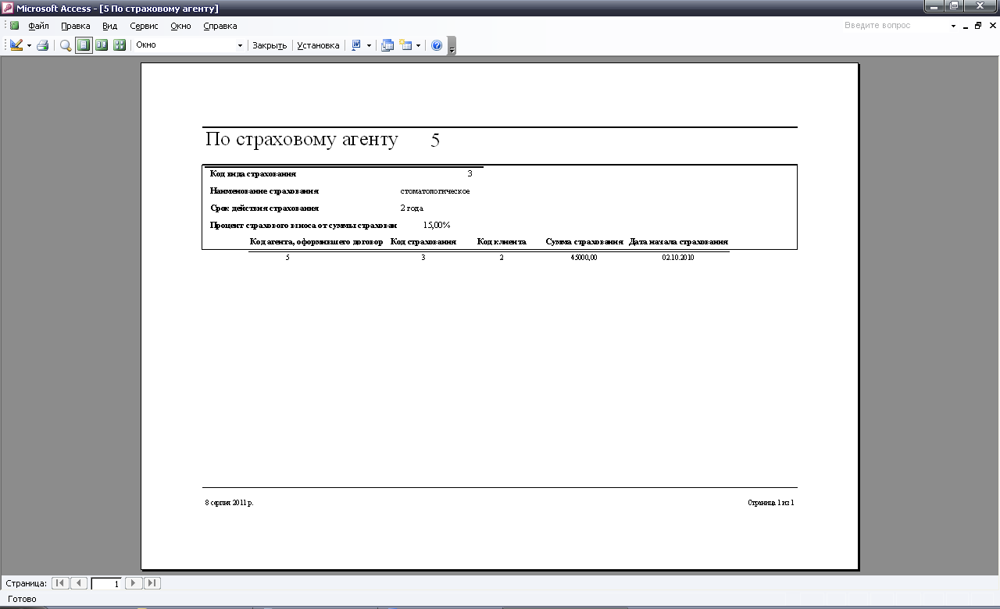 Microsoft Access - [5 По страховому агенту]
Файл Правка Вид Сервис Окно Справка Введите вопрос
Окно Закрыть Установка
По страховому агенту 5
Код вида страхования 3
Наименование страхования стоматологическое
Срок действия страхования 2 года
Процент страхового взноса от суммы страхован 15,00%
Код агента, оформившего договор Код страхования Код клиента Сумма страхования Дата начала страхования
5 3 2 45000,00 02.10.2010
8 серпня 2011 р. Страница 1 из 1
Страница: 1
Готово